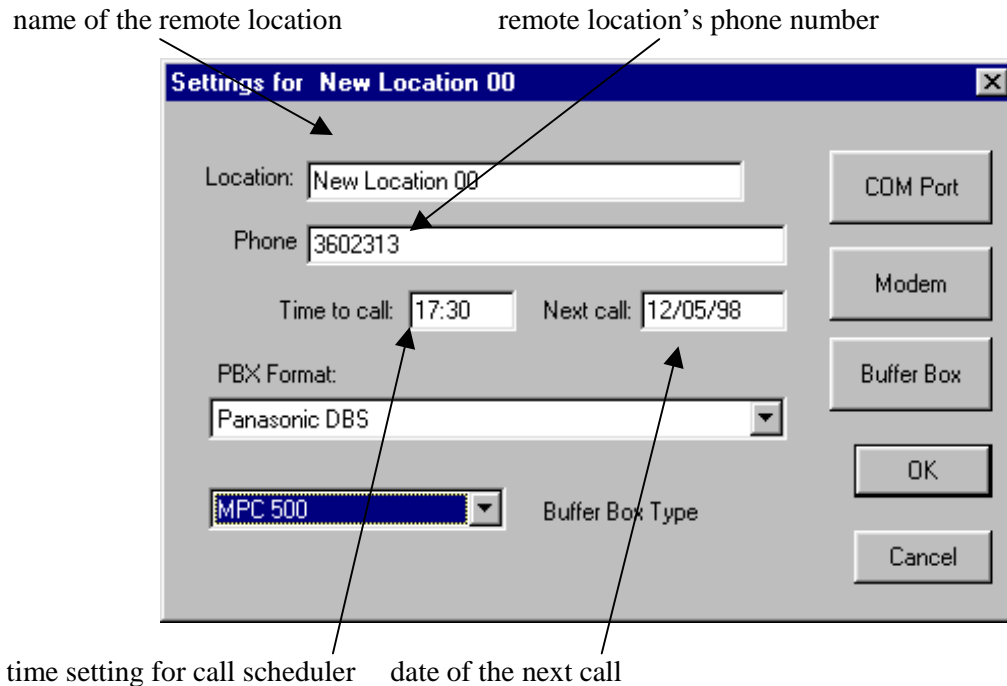 name of the remote location
remote location’s phone number
Settings for New Location 00
Location: New Location 00
COM Port
Phone 3602313
Modem
Time to call: 17:30 Next call: 12/05/98
PBX Format:
Buffer Box
Panasonic DBS
OK
MPC 500 Buffer Box Type
Cancel
time setting for call scheduler
date of the next call